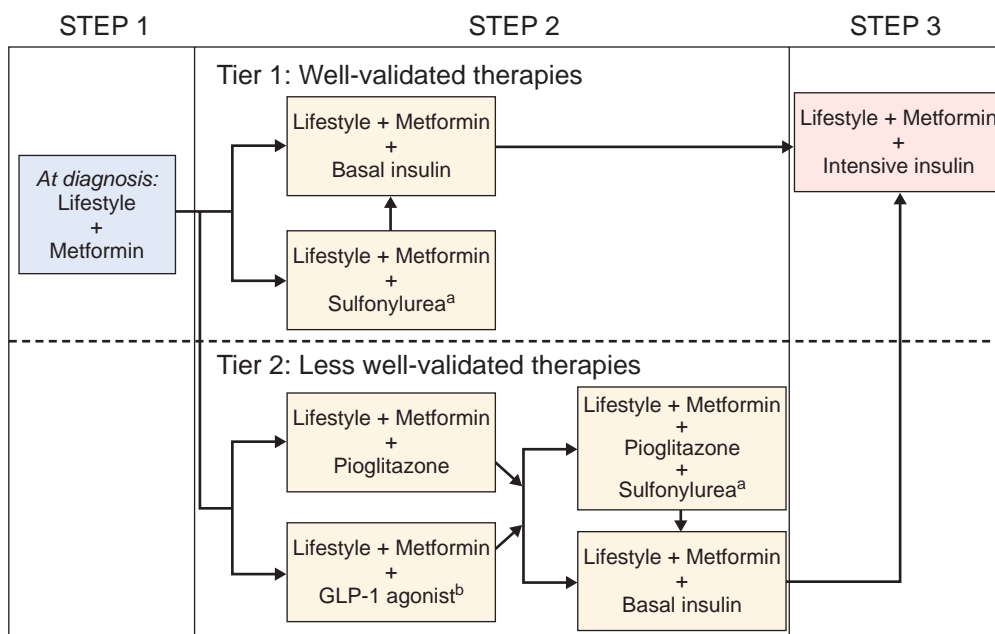 STEP 1
STEP 2
STEP 3
Tier 1: Well-validated therapies
At diagnosis:
Lifestyle
+
Metformin
Lifestyle + Metformin
+
Basal insulin
Lifestyle + Metformin
+
Sulfonylureaᵃ
Lifestyle + Metformin
+
Intensive insulin
Tier 2: Less well-validated therapies
Lifestyle + Metformin
+
Pioglitazone
Lifestyle + Metformin
+
GLP-1 agonistᵇ
Lifestyle + Metformin
+
Pioglitazone
+
Sulfonylureaᵃ
Lifestyle + Metformin
+
Basal insulin